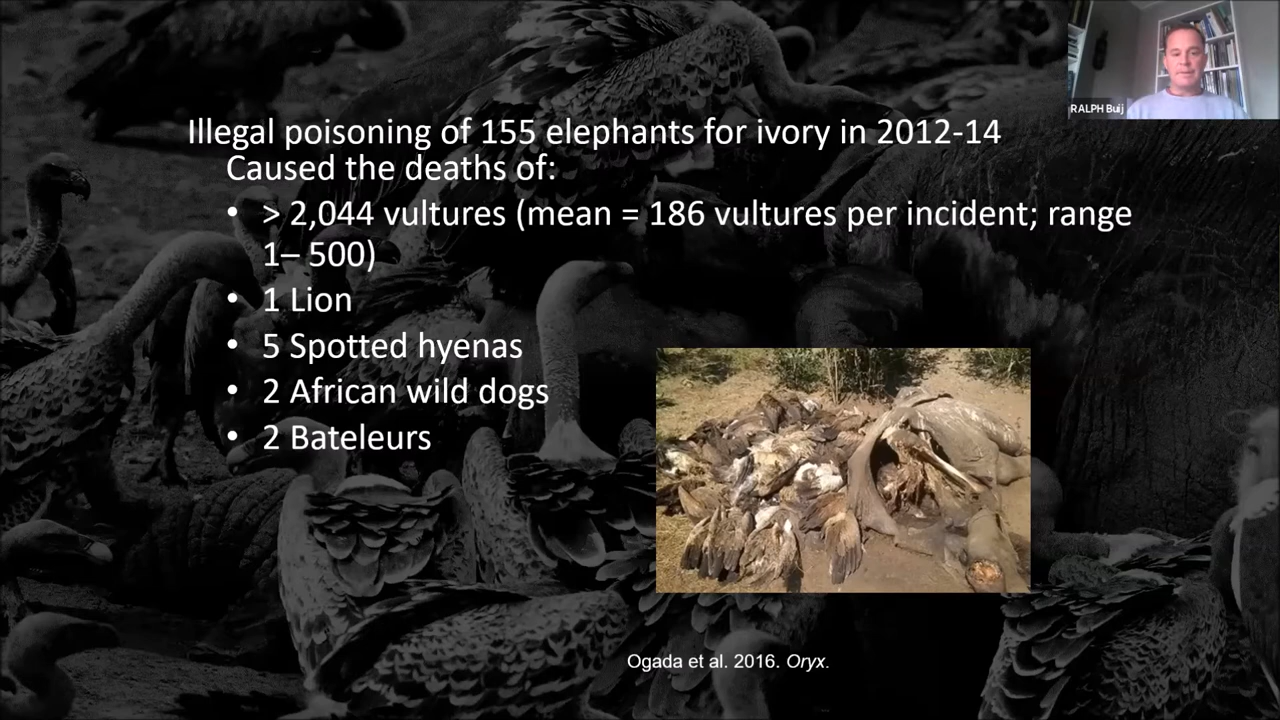 RALPH Buij
Illegal poisoning of 155 elephants for ivory in 2012-14
Caused the deaths of:
• > 2,044 vultures (mean = 186 vultures per incident; range
1– 500)
• 1 Lion
• 5 Spotted hyenas
• 2 African wild dogs
• 2 Bateleurs
Ogada et al. 2016. Oryx.